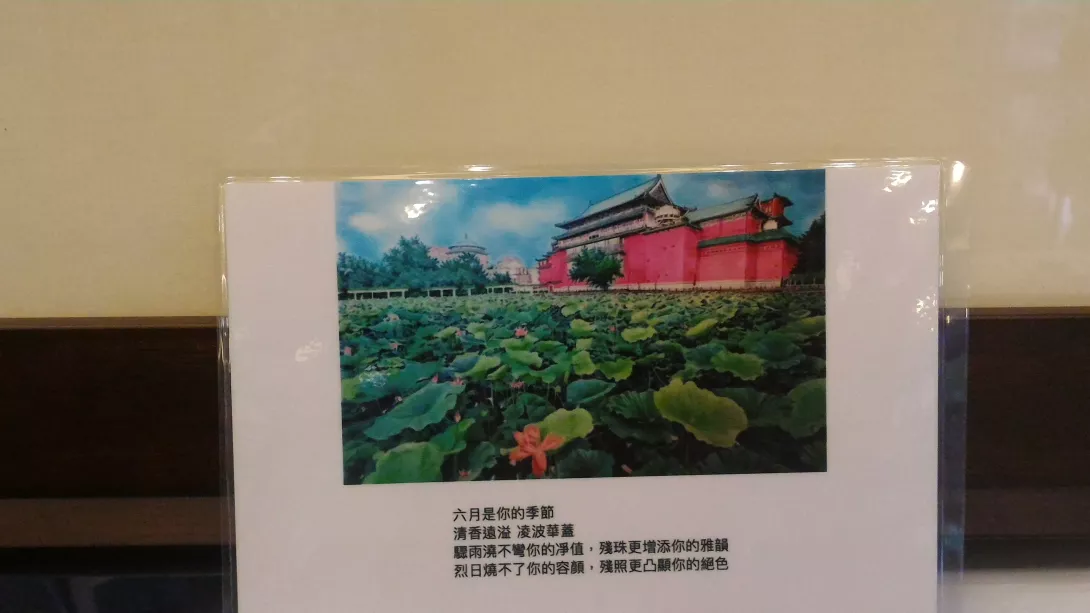 六月是你的季節
清香遠溢 凌波華蓋
驟雨澆不彎你的淨值，殘珠更增添你的雅韻
烈日燒不了你的容顏，殘照更凸顯你的絕色